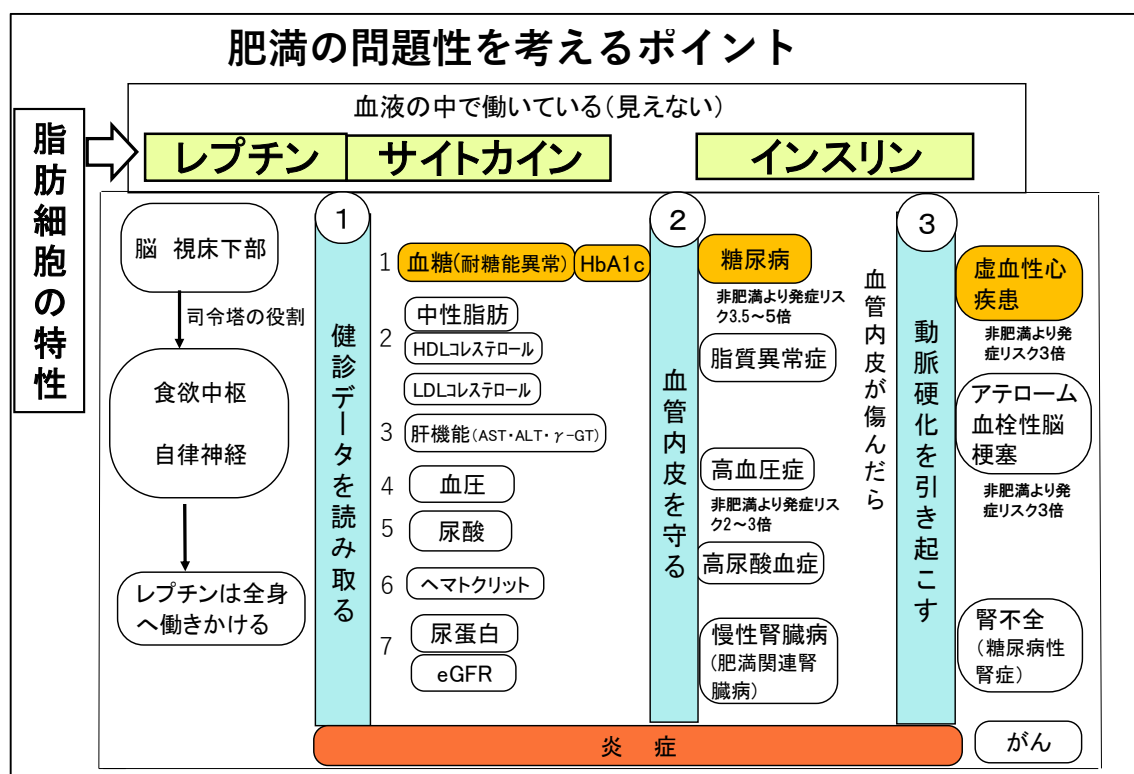 肥満の問題性を考えるポイント
脂肪細胞の特性
血液の中で働いている(見えない)
レプチン
サイトカイン
インスリン
脳 視床下部
司令塔の役割
食欲中枢
自律神経
レプチンは全身
へ働きかける
1
健診データを読み取る
1 血糖(耐糖能異常) HbA1c
2 中性脂肪
HDLコレステロール
LDLコレステロール
3 肝機能(AST・ALT・γ-GT)
4 血圧
5 尿酸
6 ヘマトクリット
7 尿蛋白
eGFR
2
血管内皮を守る
糖尿病
非肥満より発症リス
ク3.5~5倍
脂質異常症
高血圧症
非肥満より発症リス
ク2~3倍
高尿酸血症
慢性腎臓病
(肥満関連腎
臓病)
血管内皮が傷んだら
3
動脈硬化を引き起こす
虚血性心
疾患
非肥満より発
症リスク3倍
アテローム
血栓性脳
梗塞
非肥満より発
症リスク3倍
腎不全
(糖尿病性
腎症)
炎 症
がん